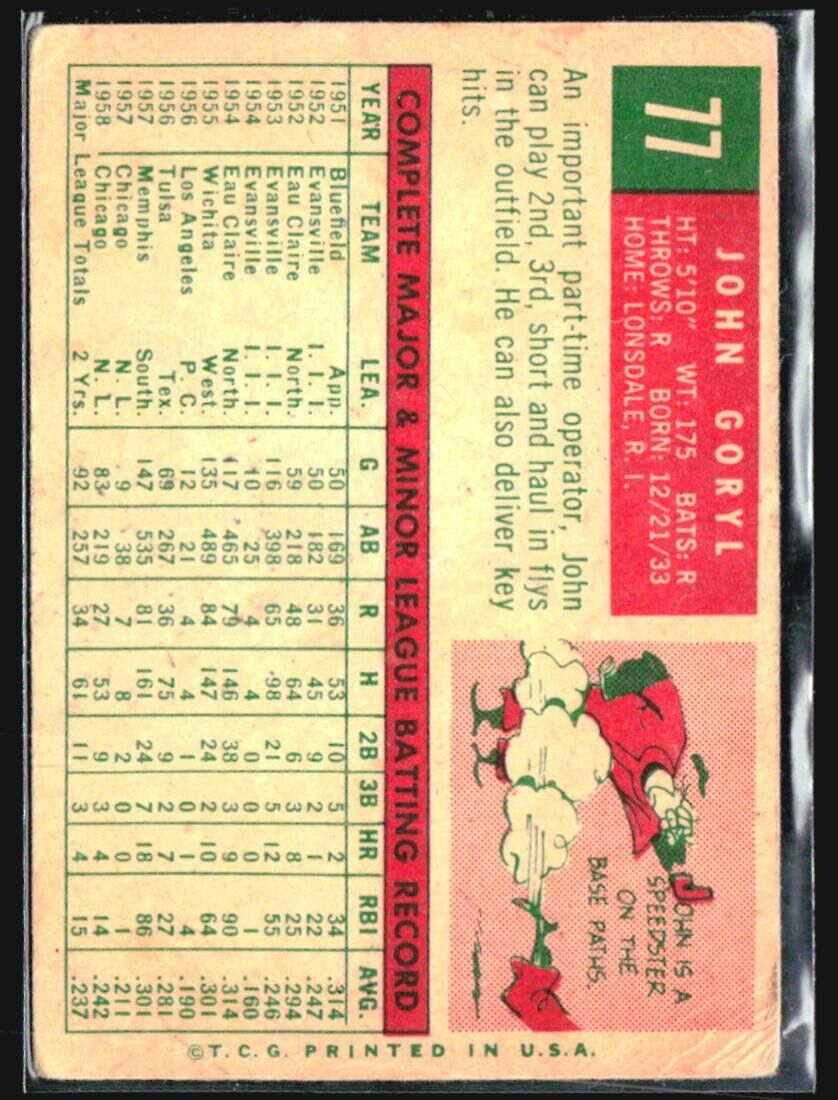 77
JOHN GORYL
HT: 5'10" WT: 175 BATS: R
THROWS: R BORN: 12/21/33
HOME: LONSDALE, R. I.
An important part-time operator, John
can play 2nd, 3rd, short and haul in flys
in the outfield. He can also deliver key
hits.
JOHN IS A
SPEEDSTER
ON THE
BASE PATHS.
COMPLETE MAJOR & MINOR LEAGUE BATTING RECORD
YEAR TEAM LEA. G AB R H 2B 3B HR RBI AVG.
1951 Bluefield App. 50 169 36 53 10 5 2 34 .314
1952 Evansville I. I. I. 50 182 31 45 9 2 1 22 .247
1952 Eau Claire North. 59 218 48 64 6 3 8 25 .294
1953 Evansville I. I. I. 116 398 65 98 21 5 12 55 .246
1954 Evansville I. I. I. 10 25 4 4 0 0 0 1 .160
1954 Eau Claire North. 117 465 79 146 38 3 9 90 .314
1955 Wichita West. 135 489 84 147 24 2 10 64 .301
1956 Los Angeles P. C. 12 21 4 4 1 0 1 4 .190
1956 Tulsa Tex. 69 267 36 75 9 2 7 27 .281
1957 Memphis South. 147 535 81 161 24 7 18 86 .301
1957 Chicago N. L. 9 38 7 8 2 0 0 1 .211
1958 Chicago N. L. 83 219 27 53 9 3 4 14 .242
Major League Totals 2 Yrs. 92 257 34 61 11 3 4 15 .237
©T.C.G. PRINTED IN U.S.A.